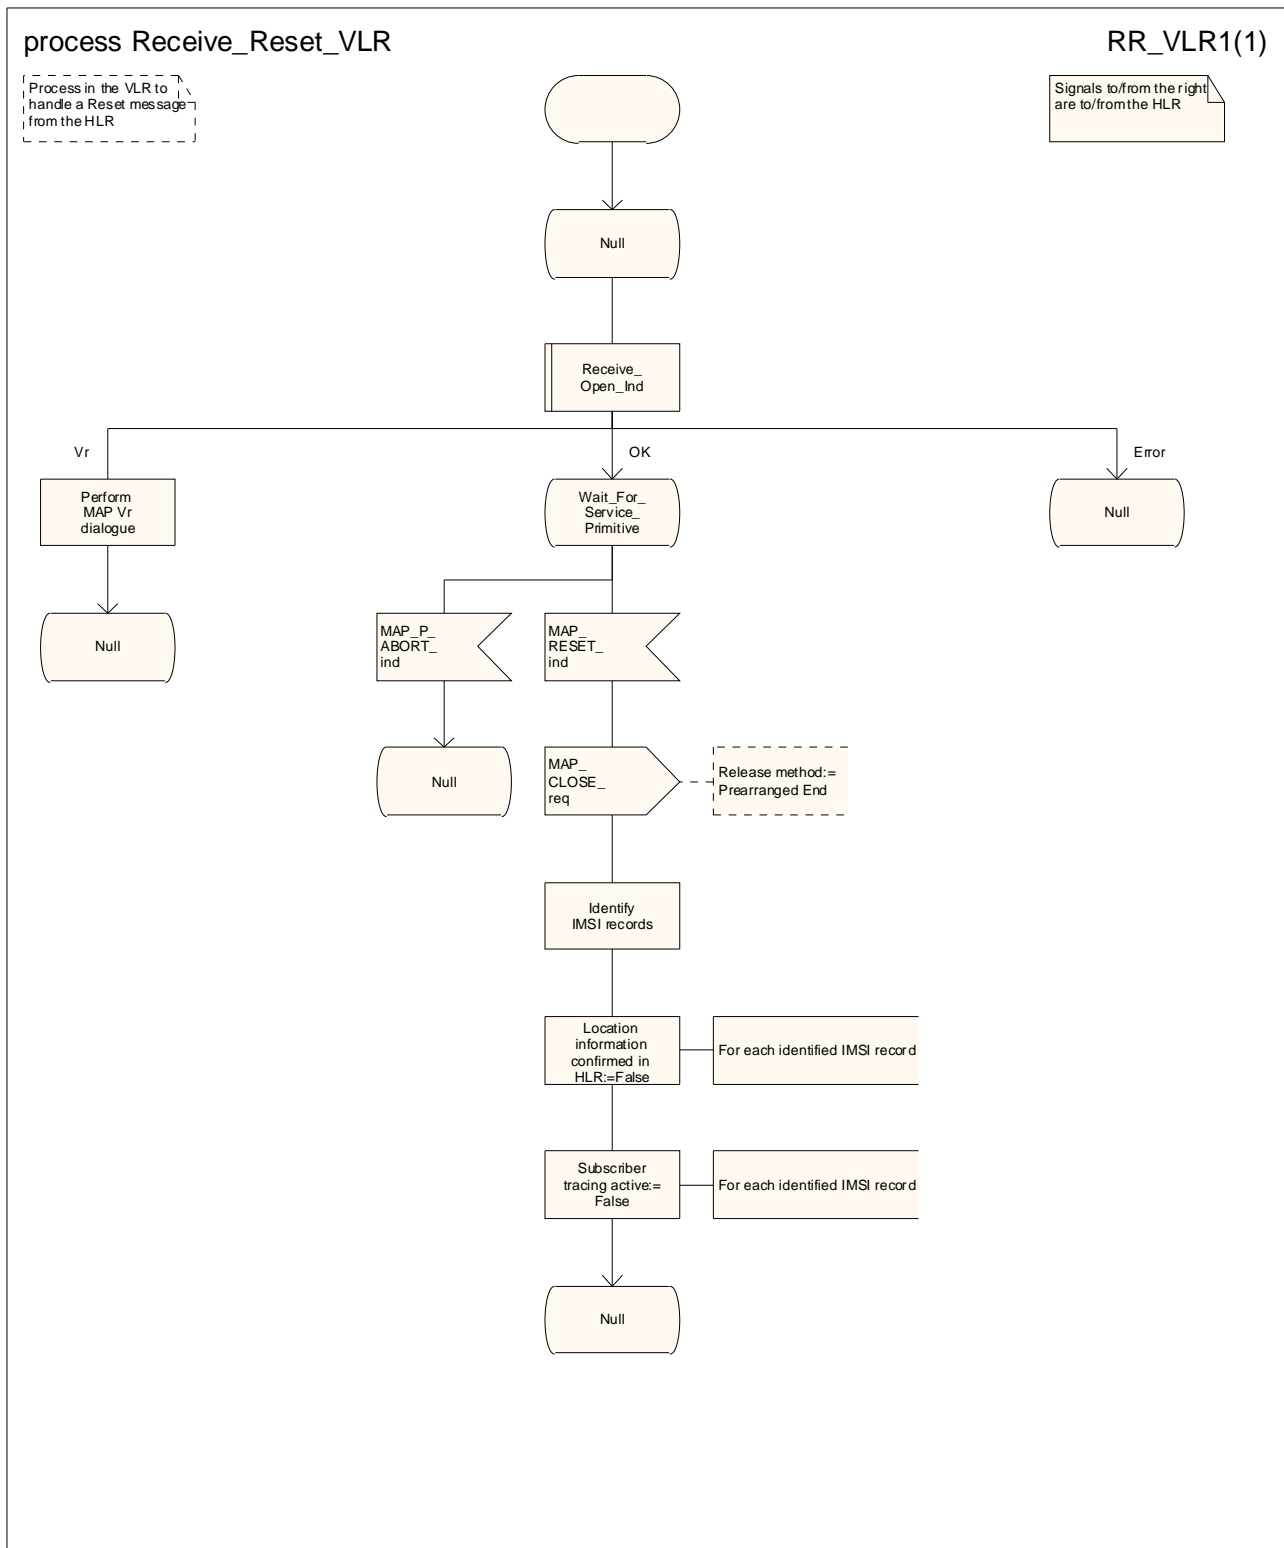 process Receive_Reset_VLR
RR_VLR1(1)
Process in the VLR to
handle a Reset message
from the HLR
Signals to/from the right
are to/from the HLR
Null
Receive_
Open_Ind
Vr
OK
Error
Perform
MAP Vr
dialogue
Wait_For_
Service_
Primitive
Null
Null
MAP_P_
ABORT_
ind
MAP_
RESET_
ind
Null
MAP_
CLOSE_
req
Release method:=
Prearranged End
Identify
IMSI records
Location
information
confirmed in
HLR:=False
For each identified IMSI record
Subscriber
tracing active:=
False
For each identified IMSI record
Null